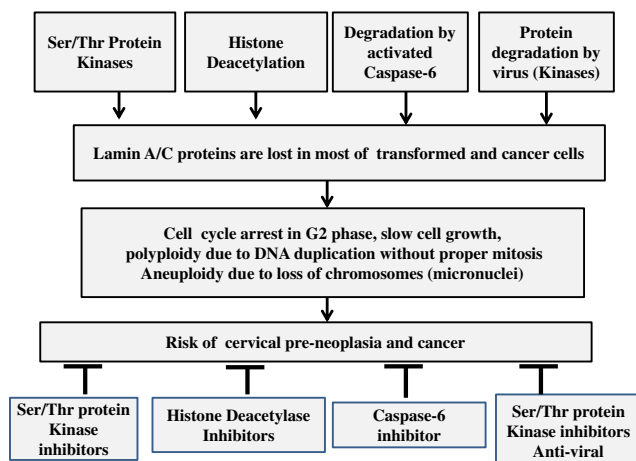 Ser/Thr Protein
Kinases
Histone
Deacetylation
Degradation by
activated
Caspase-6
Protein
degradation by
virus (Kinases)
Lamin A/C proteins are lost in most of transformed and cancer cells
Cell cycle arrest in G2 phase, slow cell growth,
polyploidy due to DNA duplication without proper mitosis
Aneuploidy due to loss of chromosomes (micronuclei)
Risk of cervical pre-neoplasia and cancer
Ser/Thr protein
Kinase
inhibitors
Histone Deacetylase
Inhibitors
Caspase-6
inhibitor
Ser/Thr protein
Kinase inhibitors
Anti-viral